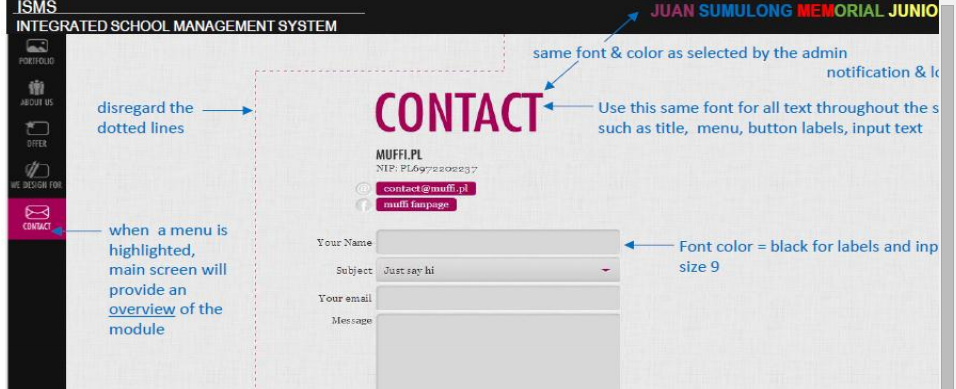 ISMS
INTEGRATED SCHOOL MANAGEMENT SYSTEM
JUAN SUMULONG MEMORIAL JUNIO
PORTFOLIO
ABOUT US
OFFER
WE DESIGN FOR
CONTACT
disregard the
dotted lines
when a menu is
highlighted,
main screen will
provide an
overview of the
module
same font & color as selected by the admin
notification & lo
CONTACT
Use this same font for all text throughout the s
such as title, menu, button labels, input text
MUFFI.PL
NIP: PL6972202237
contact@muffi.pl
muffi fanpage
Your Name
Font color = black for labels and inp
size 9
Subject Just say hi
Your email
Message